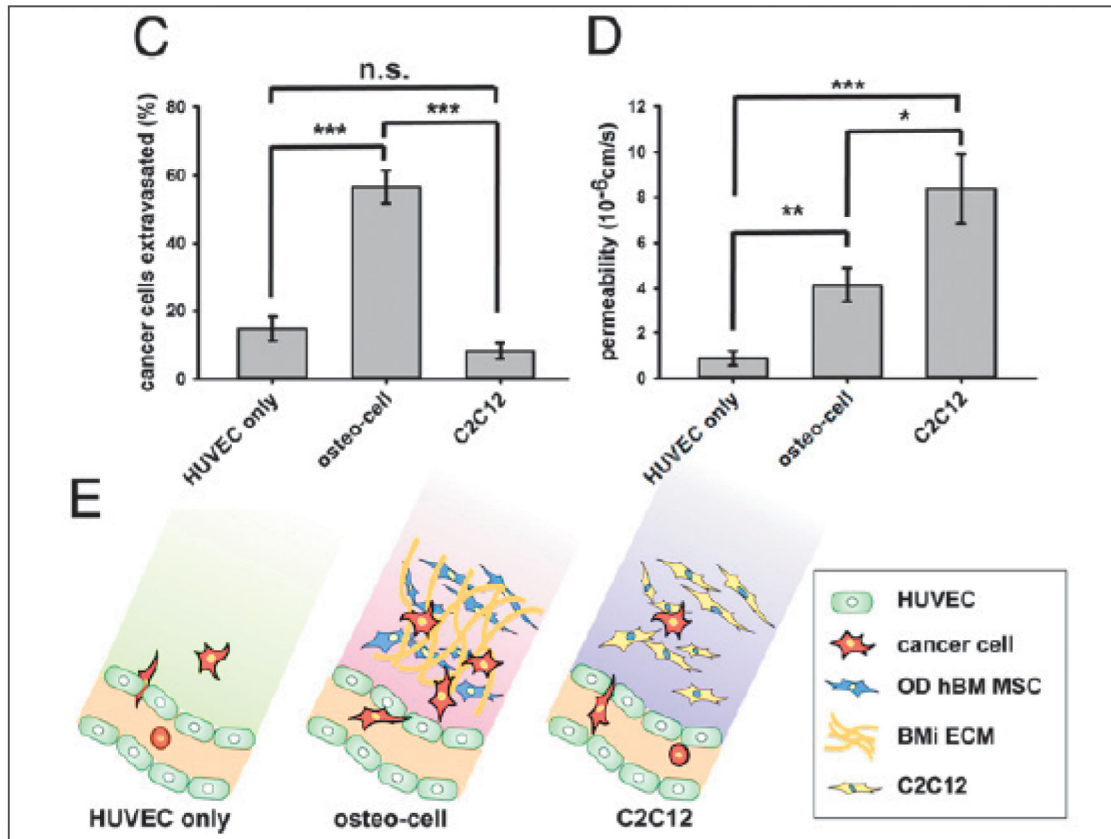 C
n.s.
***
***
cancer cells extravasated (%)
80
60
40
20
0
HUVEC only
osteo-cell
C2C12
D
***
*
**
permeability (10⁻⁶cm/s)
12
10
8
6
4
2
0
HUVEC only
osteo-cell
C2C12
E
HUVEC only
osteo-cell
C2C12
HUVEC
cancer cell
OD hBM MSC
BMi ECM
C2C12